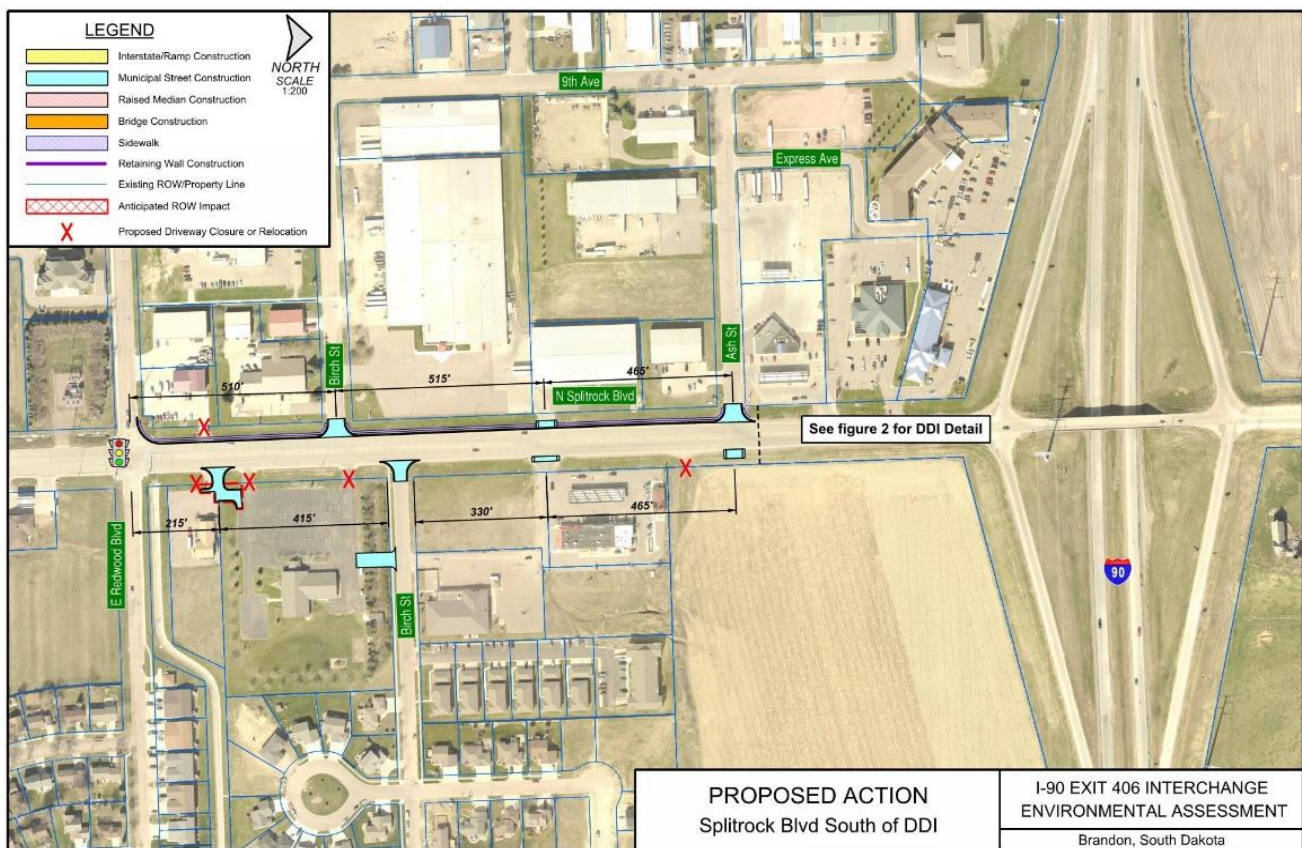 LEGEND
Interstate/Ramp Construction
Municipal Street Construction
Raised Median Construction
Bridge Construction
Sidewalk
Retaining Wall Construction
Existing ROW/Property Line
Anticipated ROW Impact
X Proposed Driveway Closure or Relocation
NORTH
SCALE
1:200
9th Ave
Express Ave
Birch St
Ash St
510'
515'
465'
N Splitrock Blvd
See figure 2 for DDI Detail
X
X
X
X
X
215'
415'
330'
465'
E Redwood Blvd
Birch St
90
PROPOSED ACTION
Splitrock Blvd South of DDI
I-90 EXIT 406 INTERCHANGE
ENVIRONMENTAL ASSESSMENT
Brandon, South Dakota